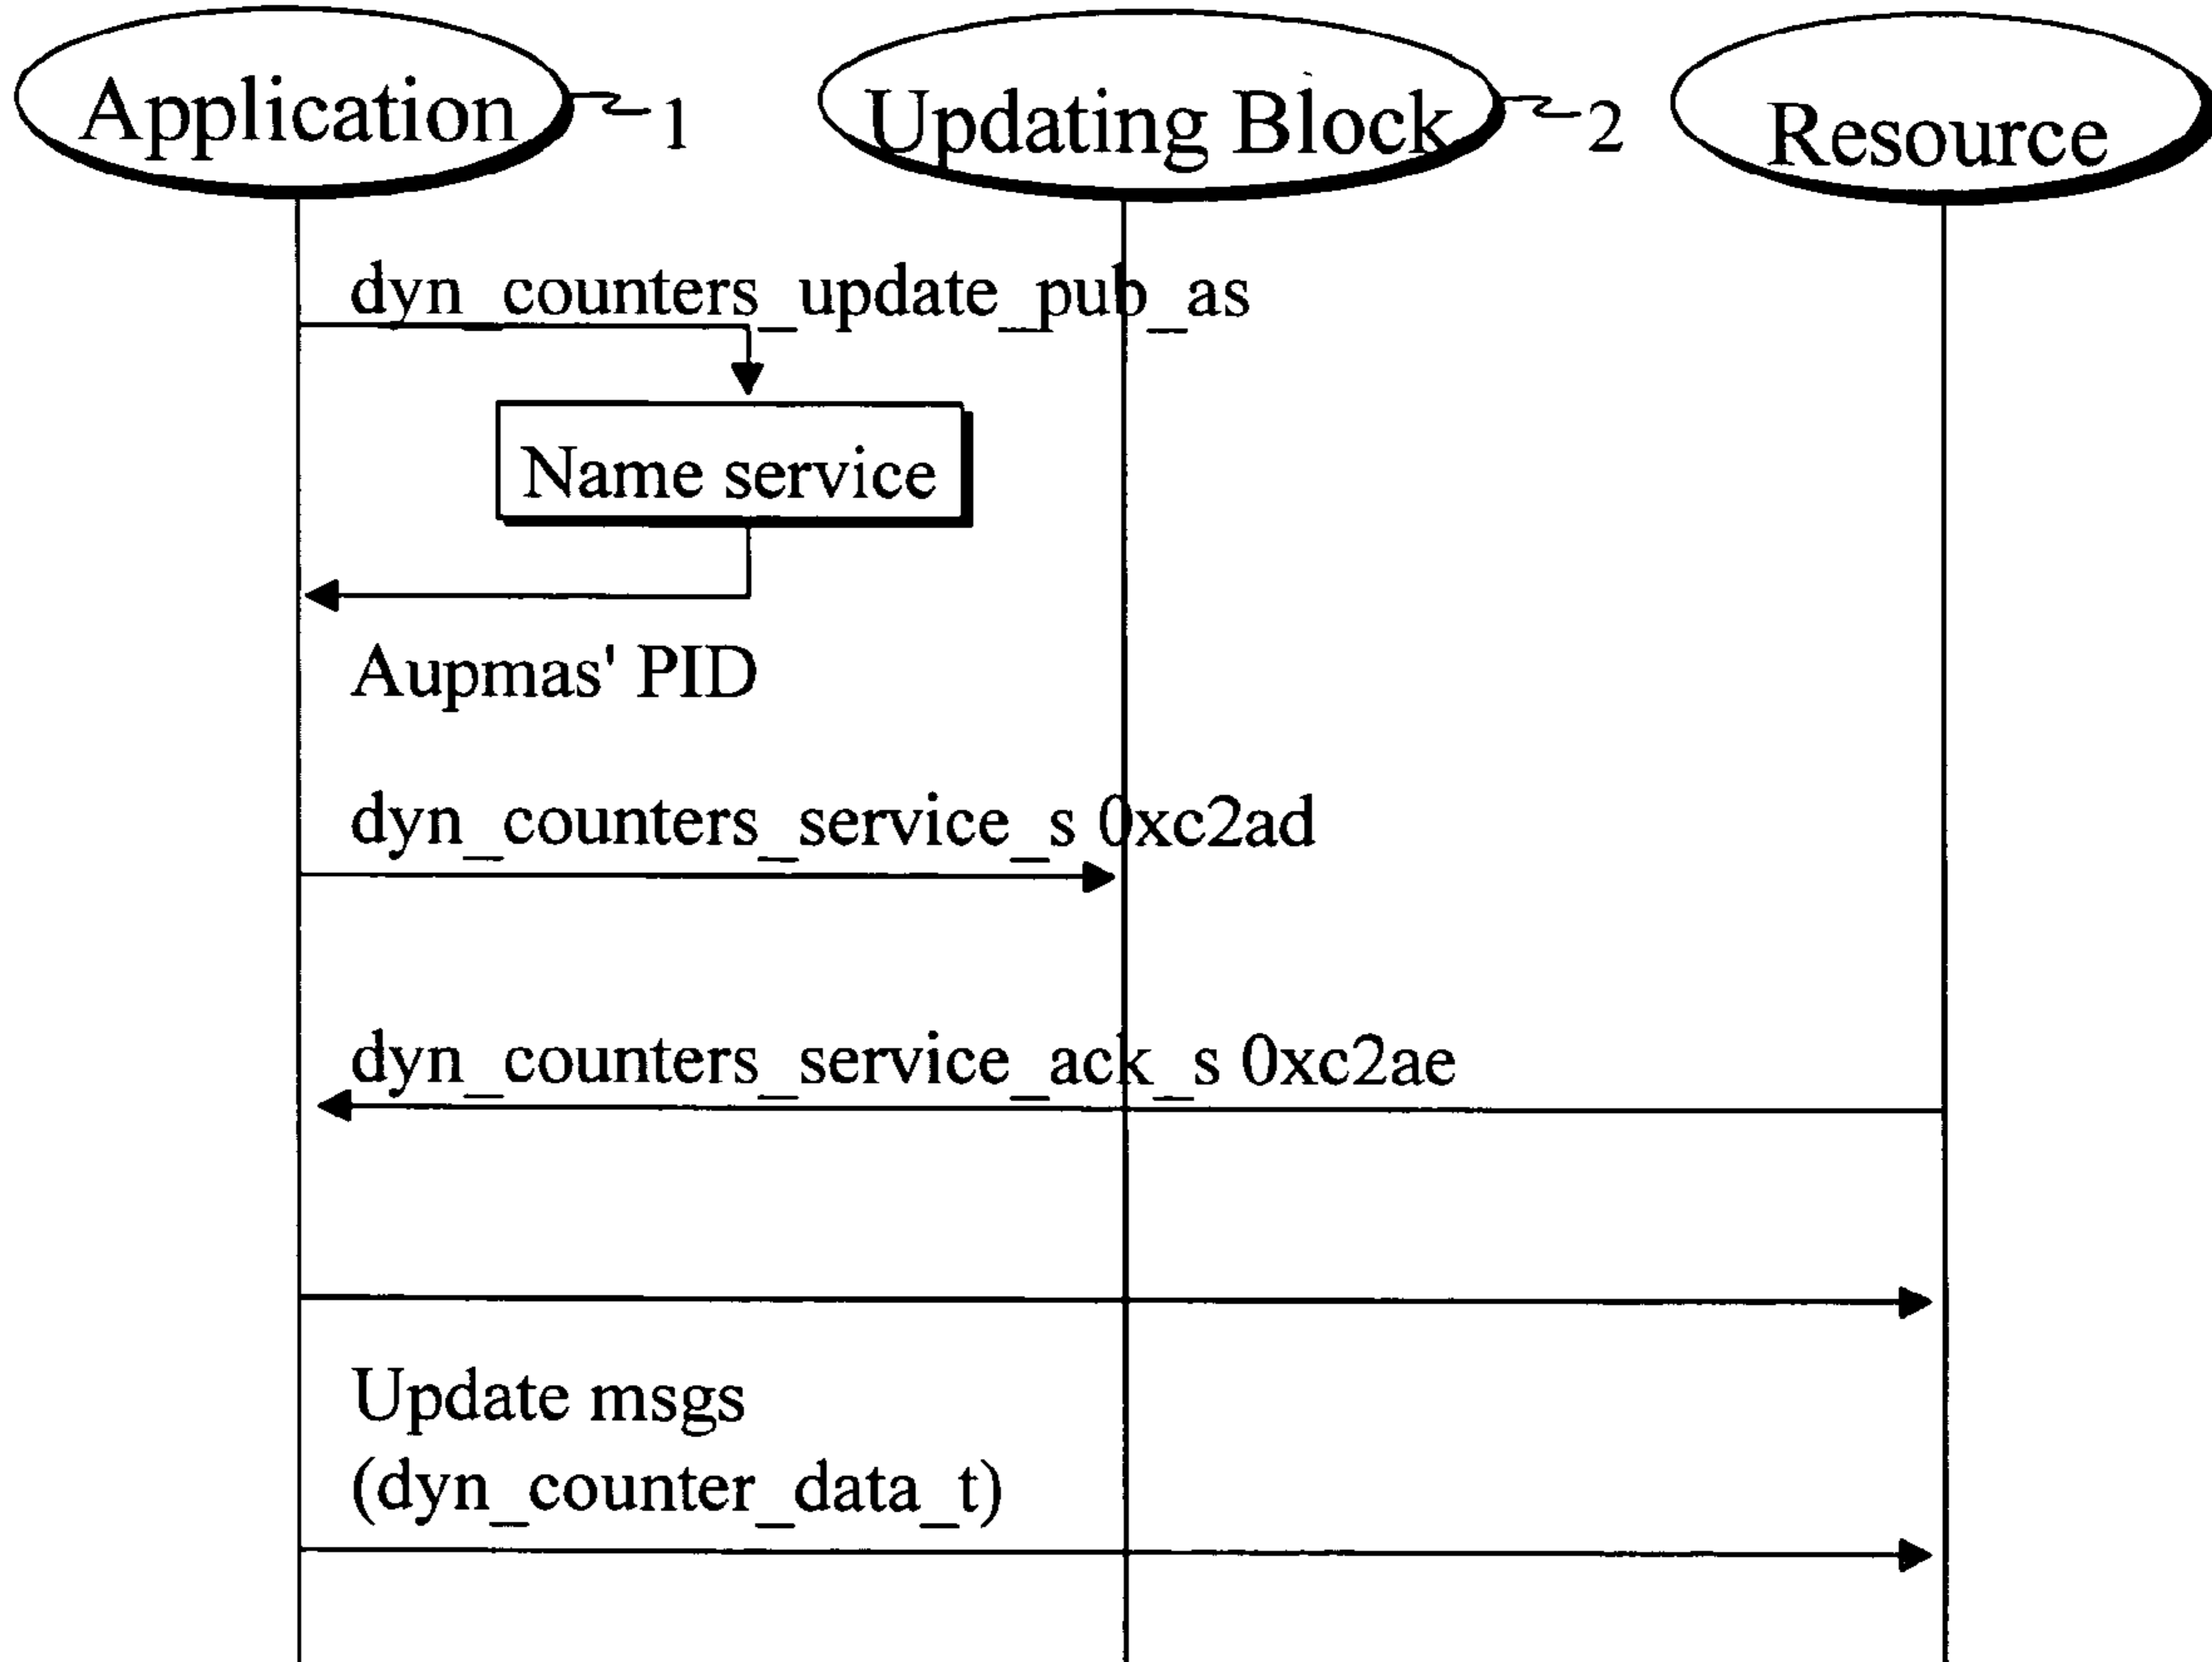 Application
1
Updating Block
2
Resource
dyn_counters_update_pub_as
Name service
Aupmas' PID
dyn_counters_service_s 0xc2ad
dyn_counters_service_ack_s 0xc2ae
Update msgs
(dyn_counter_data_t)